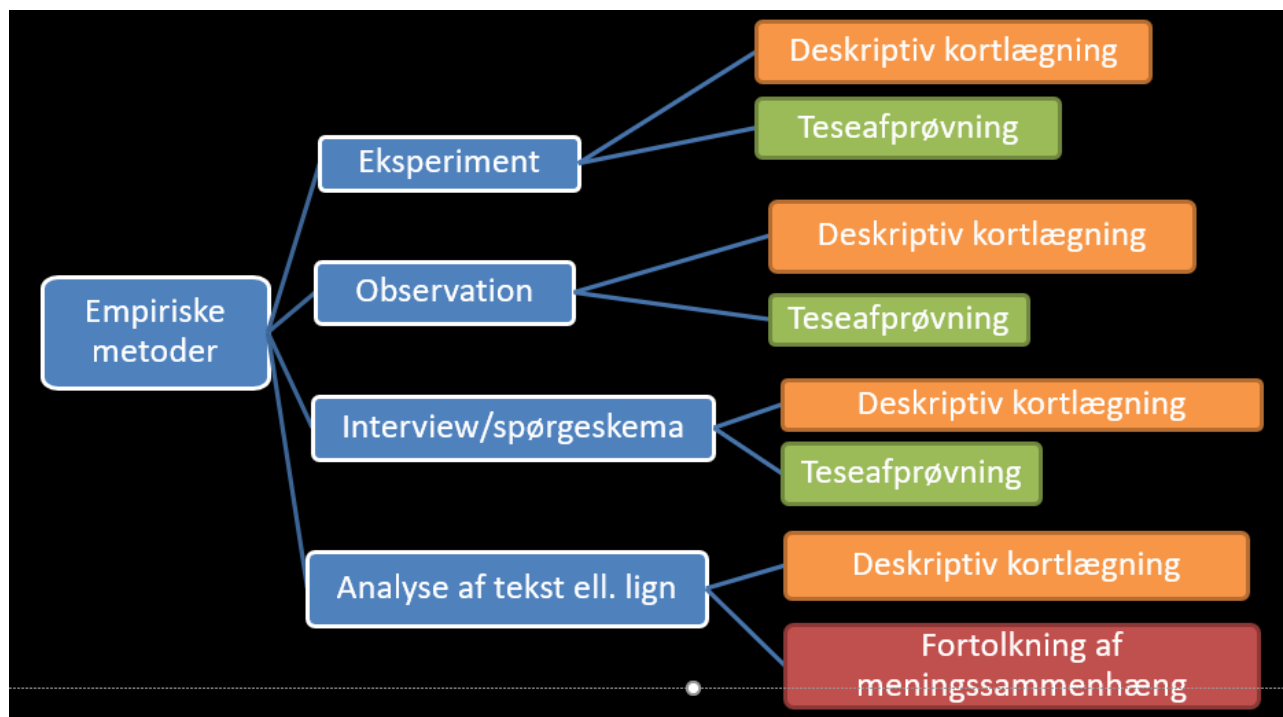 Deskriptiv kortlægning
Teseafprøvning
Eksperiment
Deskriptiv kortlægning
Observation
Teseafprøvning
Empiriske
metoder
Deskriptiv kortlægning
Interview/spørgeskema
Teseafprøvning
Deskriptiv kortlægning
Analyse af tekst ell. lign
Fortolkning af
meningssammenhæng